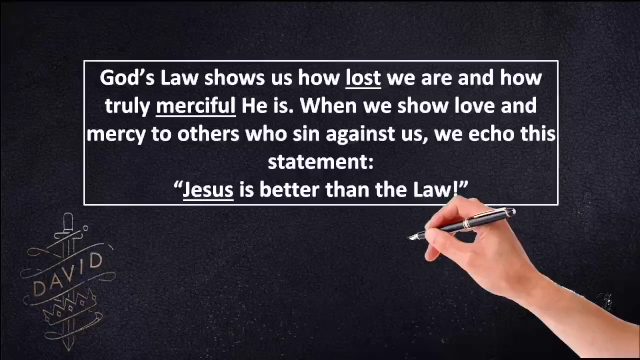 God's Law shows us how lost we are and how
truly merciful He is. When we show love and
mercy to others who sin against us, we echo this
statement:
“Jesus is better than the Law!”
DAVID